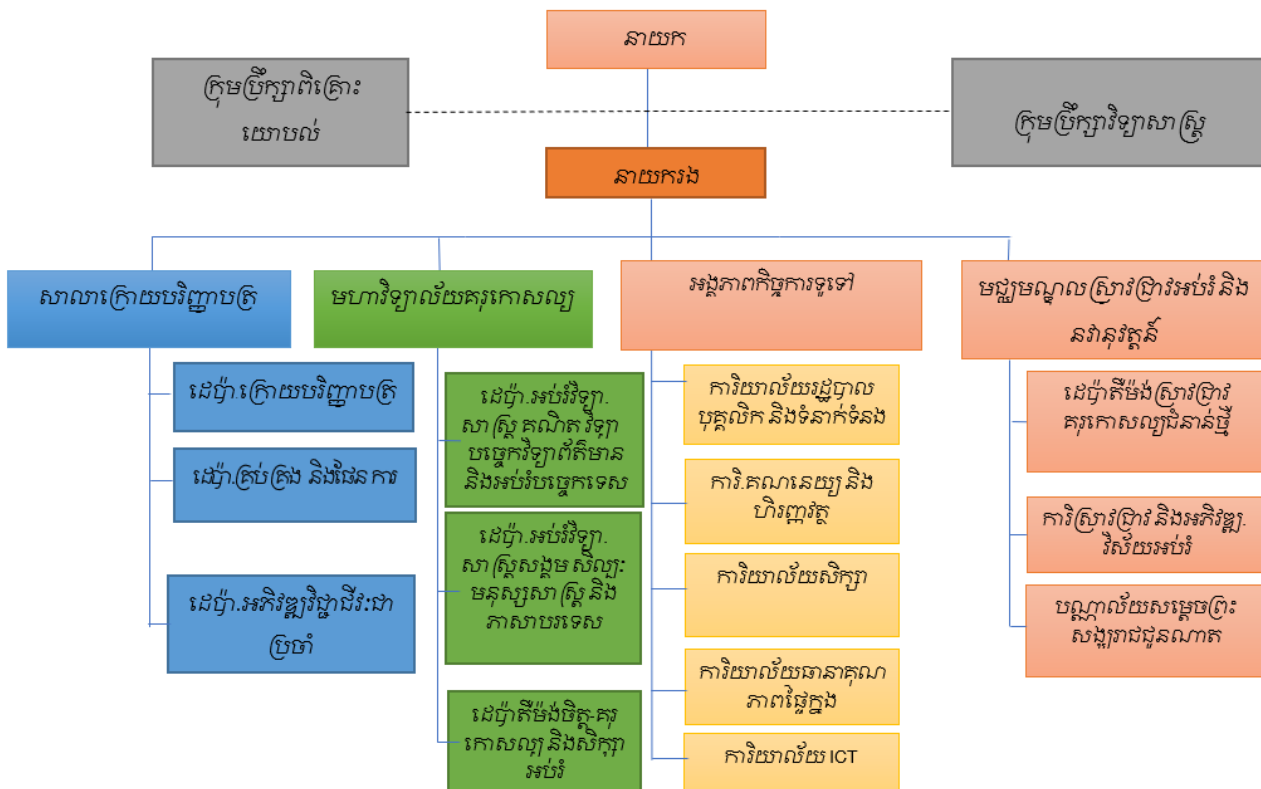 នាយក
ក្រុមប្រឹក្សាពិគ្រោះ
យោបល់
ក្រុមប្រឹក្សាវិទ្យាសាស្ត្រ
នាយករង
សាលាក្រោយបរិញ្ញាបត្រ
មហាវិទ្យាល័យគរុកោសល្យ
អង្គភាពកិច្ចការទូទៅ
មជ្ឈមណ្ឌលស្រាវជ្រាវអប់រំ និង
នវានុវត្តន៍
ដេប៉ា.ក្រោយបរិញ្ញាបត្រ
ដេប៉ា.គ្រប់គ្រង និងផែនការ
ដេប៉ា.អភិវឌ្ឍវិជ្ជាជីវៈជា
ប្រចាំ
ដេប៉ា.អប់រំវិទ្យា.
សាស្ត្រ គណិត វិទ្យា
បច្ចេកវិទ្យាព័ត៌មាន
និងអប់រំបច្ចេកទេស
ដេប៉ា.អប់រំវិទ្យា.
សាស្ត្រសង្គម សិល្បៈ
មនុស្សសាស្ត្រ និង
ភាសាបរទេស
ដេប៉ាតឺម៉ង់ចិត្ត-គរុ
កោសល្យ និងសិក្សា
អប់រំ
ការិយាល័យរដ្ឋបាល
បុគ្គលិក និងទំនាក់ទំនង
ការិ.គណនេយ្យ និង
ហិរញ្ញវត្ថុ
ការិយាល័យសិក្សា
ការិយាល័យធានាគុណ
ភាពផ្ទៃក្នុង
ការិយាល័យ ICT
ដេប៉ាតឺម៉ង់ស្រាវជ្រាវ
គរុកោសល្យជំនាន់ថ្មី
ការិស្រាវជ្រាវ និងអភិវឌ្ឍ.
វិស័យអប់រំ
បណ្ណាល័យសម្តេចព្រះ
សង្ឃរាជជួនណាត